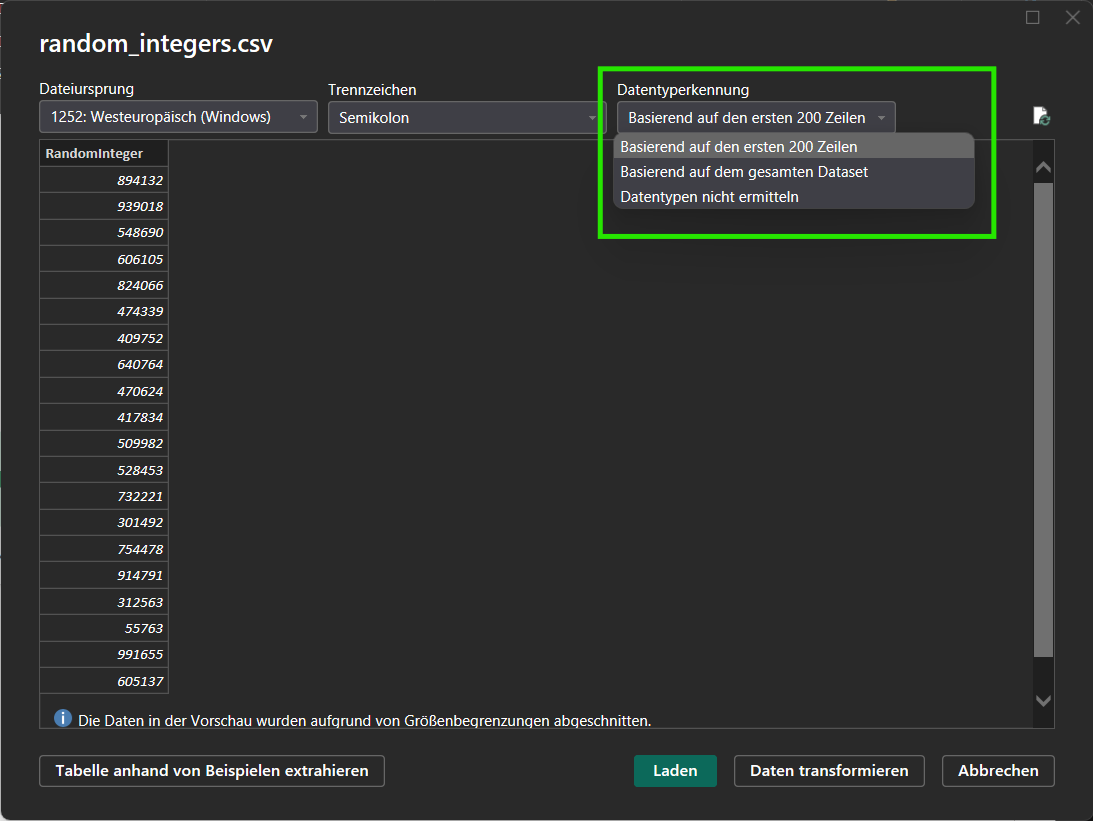 random_integers.csv
Dateiursprung
Trennzeichen
Datentyperkennung
1252: Westeuropäisch (Windows)
Semikolon
Basierend auf den ersten 200 Zeilen
Basierend auf den ersten 200 Zeilen
Basierend auf dem gesamten Dataset
Datentypen nicht ermitteln
RandomInteger
894132
939018
548690
606105
824066
474339
409752
640764
470624
417834
509982
528453
732221
301492
754478
914791
312563
55763
991655
605137
Die Daten in der Vorschau wurden aufgrund von Größenbegrenzungen abgeschnitten.
Tabelle anhand von Beispielen extrahieren
Laden
Daten transformieren
Abbrechen